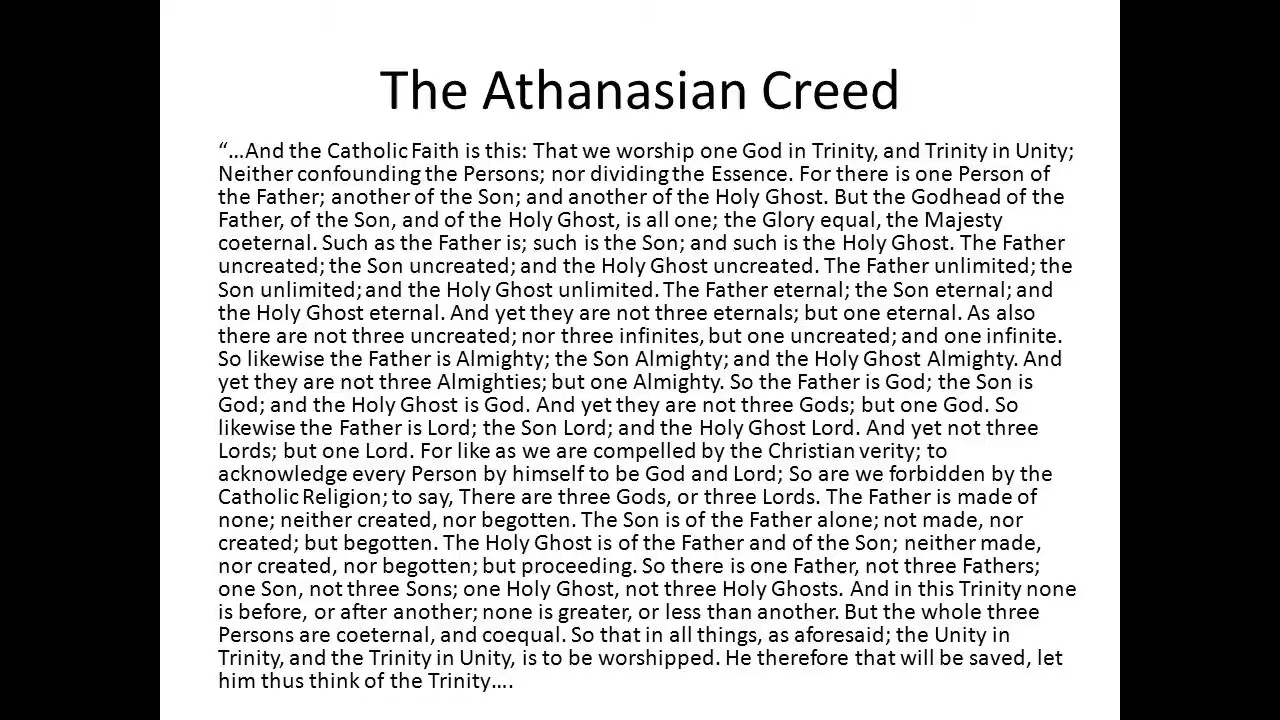 The Athanasian Creed
“…And the Catholic Faith is this: That we worship one God in Trinity, and Trinity in Unity;
Neither confounding the Persons; nor dividing the Essence. For there is one Person of
the Father; another of the Son; and another of the Holy Ghost. But the Godhead of the
Father, of the Son, and of the Holy Ghost, is all one; the Glory equal, the Majesty
coeternal. Such as the Father is; such is the Son; and such is the Holy Ghost. The Father
uncreated; the Son uncreated; and the Holy Ghost uncreated. The Father unlimited; the
Son unlimited; and the Holy Ghost unlimited. The Father eternal; the Son eternal; and
the Holy Ghost eternal. And yet they are not three eternals; but one eternal. As also
there are not three uncreated; nor three infinites, but one uncreated; and one infinite.
So likewise the Father is Almighty; the Son Almighty; and the Holy Ghost Almighty. And
yet they are not three Almighties; but one Almighty. So the Father is God; the Son is
God; and the Holy Ghost is God. And yet they are not three Gods; but one God. So
likewise the Father is Lord; the Son Lord; and the Holy Ghost Lord. And yet not three
Lords; but one Lord. For like as we are compelled by the Christian verity; to
acknowledge every Person by himself to be God and Lord; So are we forbidden by the
Catholic Religion; to say, There are three Gods, or three Lords. The Father is made of
none; neither created, nor begotten. The Son is of the Father alone; not made, nor
created; but begotten. The Holy Ghost is of the Father and of the Son; neither made,
nor created, nor begotten; but proceeding. So there is one Father, not three Fathers;
one Son, not three Sons; one Holy Ghost, not three Holy Ghosts. And in this Trinity none
is before, or after another; none is greater, or less than another. But the whole three
Persons are coeternal, and coequal. So that in all things, as aforesaid; the Unity in
Trinity, and the Trinity in Unity, is to be worshipped. He therefore that will be saved, let
him thus think of the Trinity….